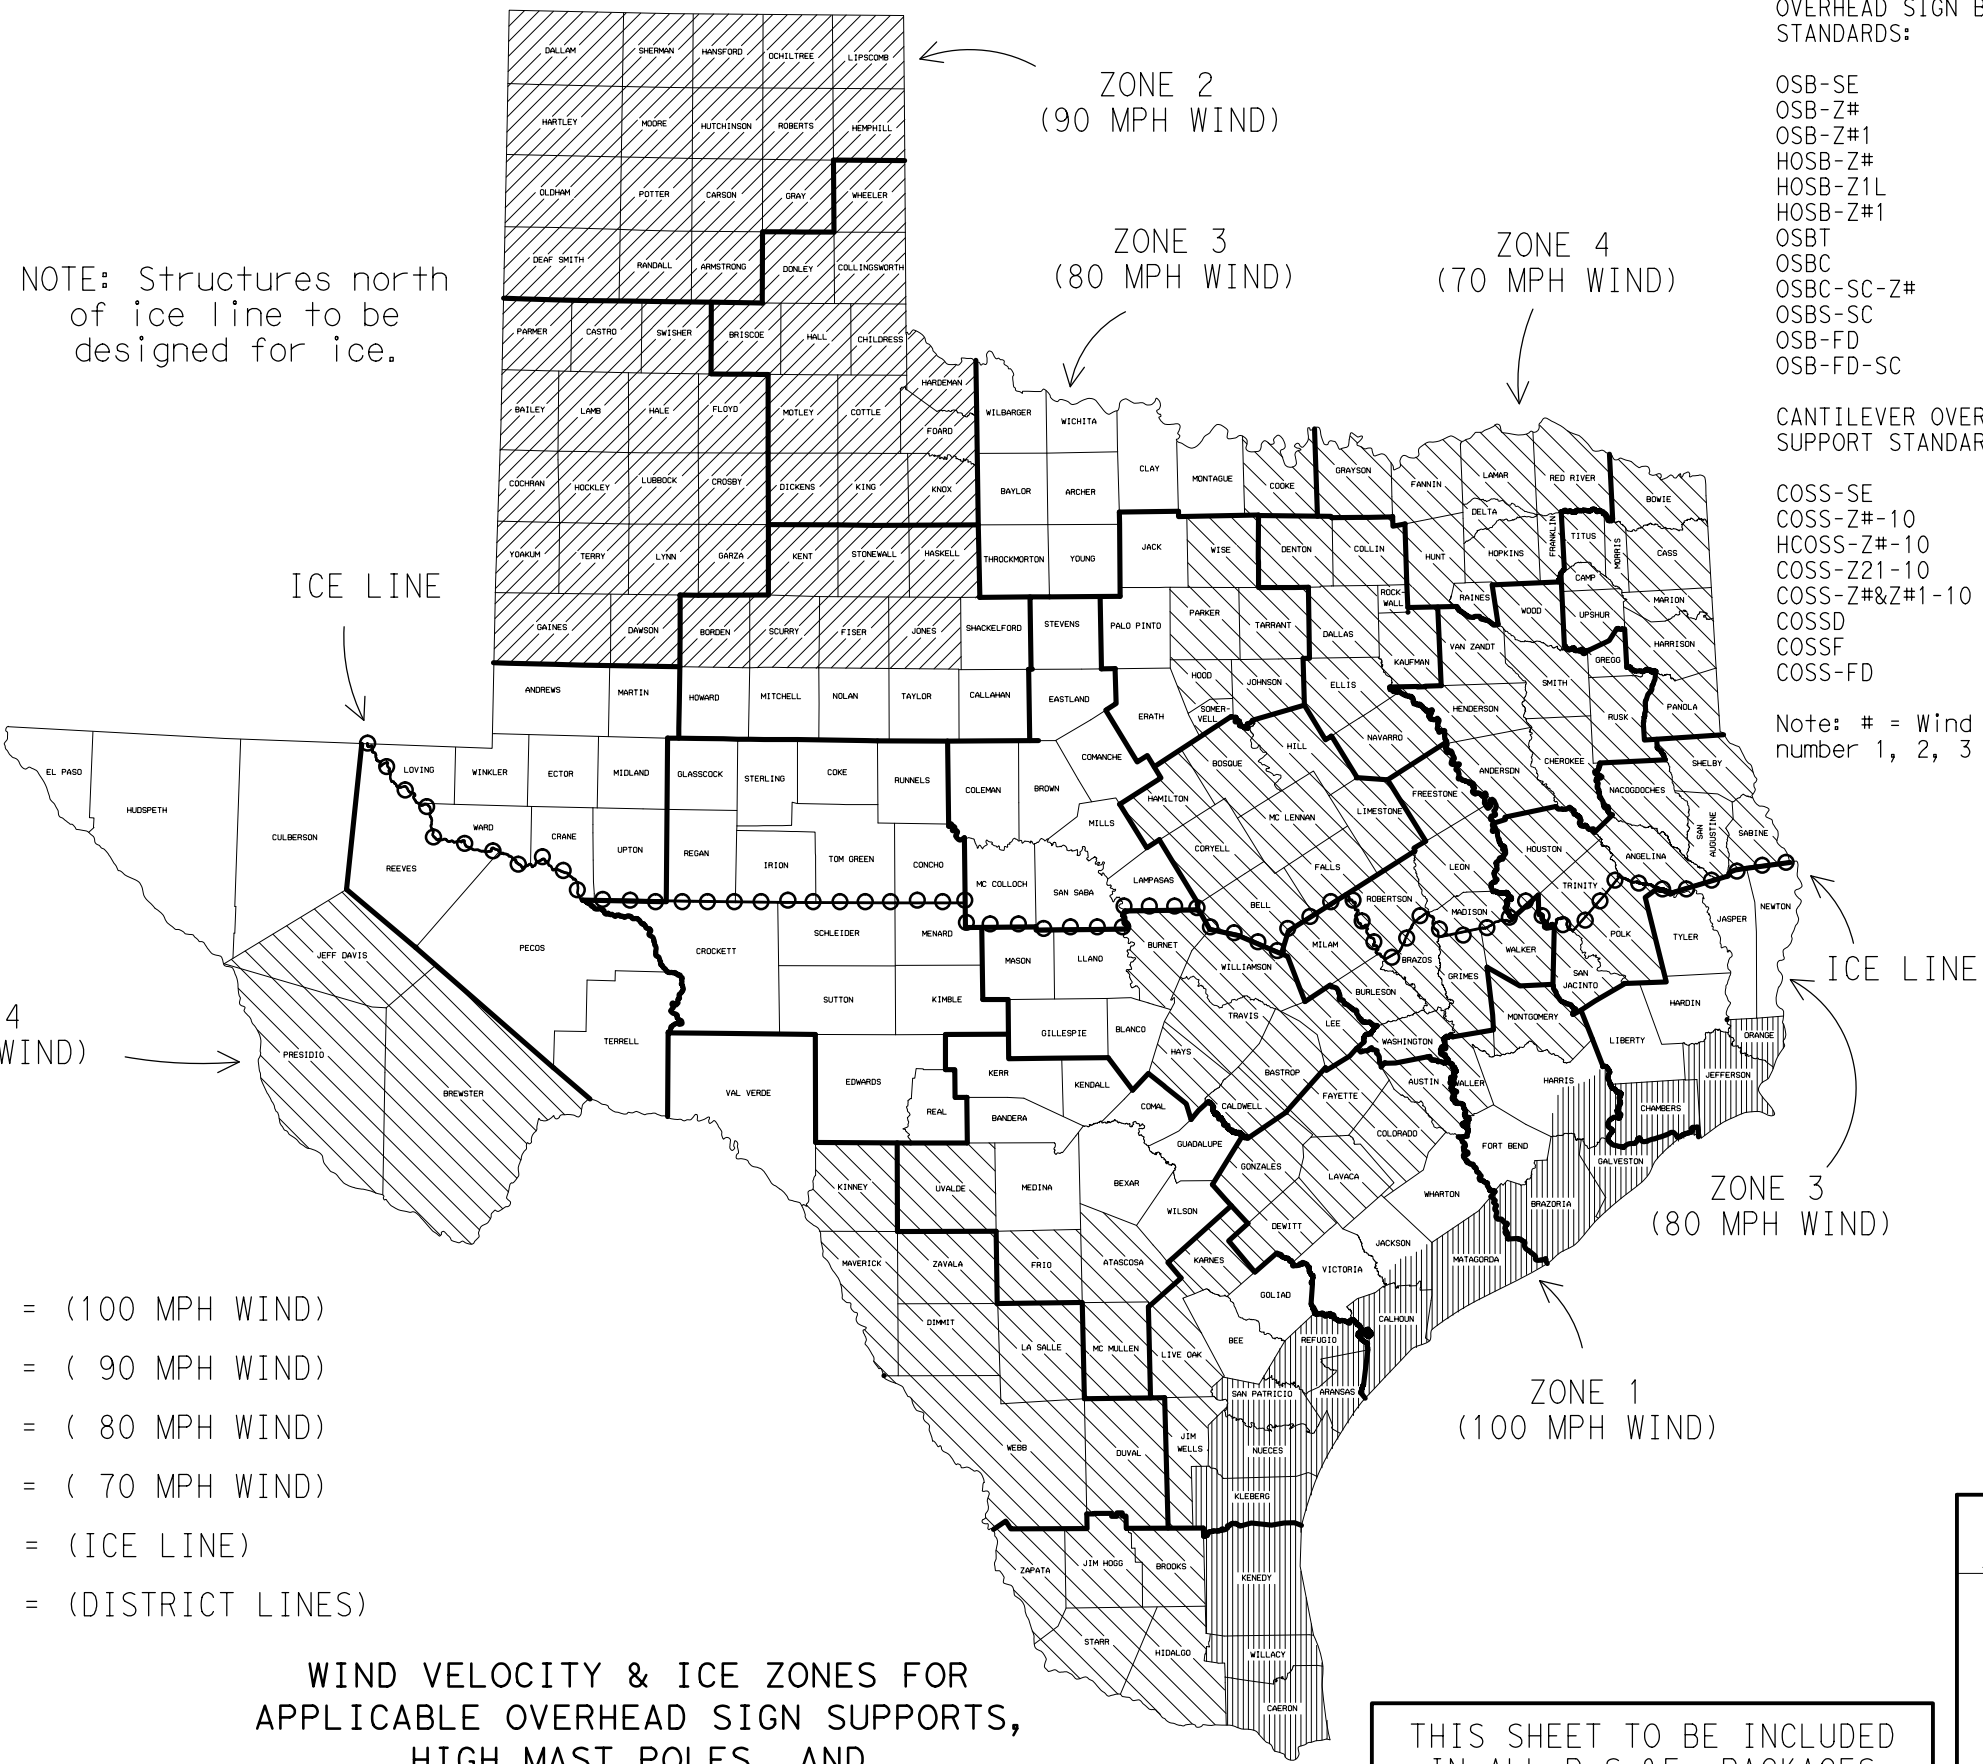 OVERHEAD SIGN
STANDARDS:
OSB-SE
OSB-Z#
OSB-Z#1
HOSB-Z#
HOSB-Z1L
HOSB-Z#1
OSBT
OSBC
OSBC-SC-Z#
OSBS-SC
OSB-FD
OSB-FD-SC
CANTILEVER OVER
SUPPORT STANDAR
COSS-SE
COSS-Z#-10
HCOSS-Z#-10
COSS-Z21-10
COSS-Z#&Z#1-10
COSSD
COSSF
COSS-FD
Note: # = Wind
number 1, 2, 3
ZONE 2
(90 MPH WIND)
ZONE 3
(80 MPH WIND)
ZONE 4
(70 MPH WIND)
NOTE: Structures north
of ice line to be
designed for ice.
ICE LINE
DALLAM SHERMAN HANSFORD OCHILTREE LIPSCOMB
HARTLEY MOORE HUTCHINSON ROBERTS HEMPHILL
OLDHAM POTTER CARSON GRAY WHEELER
DEAF SMITH RANDALL ARMSTRONG DONLEY COLLINGSWORTH
PARMER CASTRO SWISHER BRISCOE HALL CHILDRESS
HARDEMAN
BAILEY LAMB HALE FLOYD MOTLEY COTTLE
FOARD WILBARGER WICHITA
COCHRAN HOCKLEY LUBBOCK CROSBY DICKENS KING KNOX BAYLOR ARCHER CLAY MONTAGUE COOKE GRAYSON FANNIN LAMAR RED RIVER BOWIE
DELTA
YOAKUM TERRY LYNN GARZA KENT STONEWALL HASKELL THROCKMORTON YOUNG JACK WISE DENTON COLLIN HUNT HOPKINS FRANKLIN TITUS MORRIS CASS
CAMP
GAINES DAWSON BORDEN SCURRY FISER JONES SHACKELFORD STEVENS PALO PINTO PARKER TARRANT DALLAS
ROCK-
WALL
RAINES WOOD UPSHUR MARION
KAUFMAN VAN ZANDT GREGG HARRISON
ANDREWS MARTIN HOWARD MITCHELL NOLAN TAYLOR CALLAHAN EASTLAND ERATH HOOD JOHNSON ELLIS
SOMER-
VELL
HENDERSON SMITH RUSK PANOLA
EL PASO HUDSPETH CULBERSON LOVING WINKLER ECTOR MIDLAND GLASSCOCK STERLING COKE RUNNELS COLEMAN BROWN COMANCHE BOSQUE HILL NAVARRO
ANDERSON CHEROKEE SHELBY
REEVES WARD CRANE UPTON REGAN IRION TOM GREEN CONCHO MC COLLOCH SAN SABA MILLS HAMILTON MC LENNAN LIMESTONE FREESTONE NACOGDOCHES
SAN
AUGUSTINE
SABINE
LAMPASAS CORYELL FALLS LEON HOUSTON ANGELINA
BELL ROBERTSON MADISON TRINITY
PECOS CROCKETT SCHLEIDER MENARD MASON LLANO BURNET MILAM BRAZOS WALKER POLK TYLER JASPER NEWTON
JEFF DAVIS WILLIAMSON GRIMES
SAN
JACINTO
ICE LINE
SUTTON KIMBLE BURLESON HARDIN
4
WIND)
PRESIDIO TERRELL GILLESPIE BLANCO TRAVIS LEE WASHINGTON MONTGOMERY LIBERTY ORANGE
BREWSTER VAL VERDE EDWARDS REAL KERR KENDALL HAYS BASTROP AUSTIN WALLER HARRIS JEFFERSON
BANDERA COMAL CALDWELL FAYETTE CHAMBERS
GUADALUPE COLORADO FORT BEND GALVESTON
KINNEY UVALDE MEDINA BEXAR GONZALES LAVACA
WILSON WHARTON BRAZORIA
DEWITT
MAVERICK ZAVALA FRIO ATASCOSA KARNES JACKSON MATAGORDA
VICTORIA
ZONE 3
(80 MPH WIND)
GOLIAD
DIMMIT LA SALLE MC MULLEN LIVE OAK BEE REFUGIO CALHOUN
SAN PATRICIO ARANSAS
ZONE 1
(100 MPH WIND)
WEBB DUVAL
JIM
WELLS
NUECES
KLEBERG
ZAPATA JIM HOGG BROOKS KENEDY
STARR HIDALGO WILLACY
CAERON
= (100 MPH WIND)
= ( 90 MPH WIND)
= ( 80 MPH WIND)
= ( 70 MPH WIND)
= (ICE LINE)
= (DISTRICT LINES)
WIND VELOCITY & ICE ZONES FOR
APPLICABLE OVERHEAD SIGN SUPPORTS,
HIGH MAST POLES, AND
THIS SHEET TO BE INCLUDED